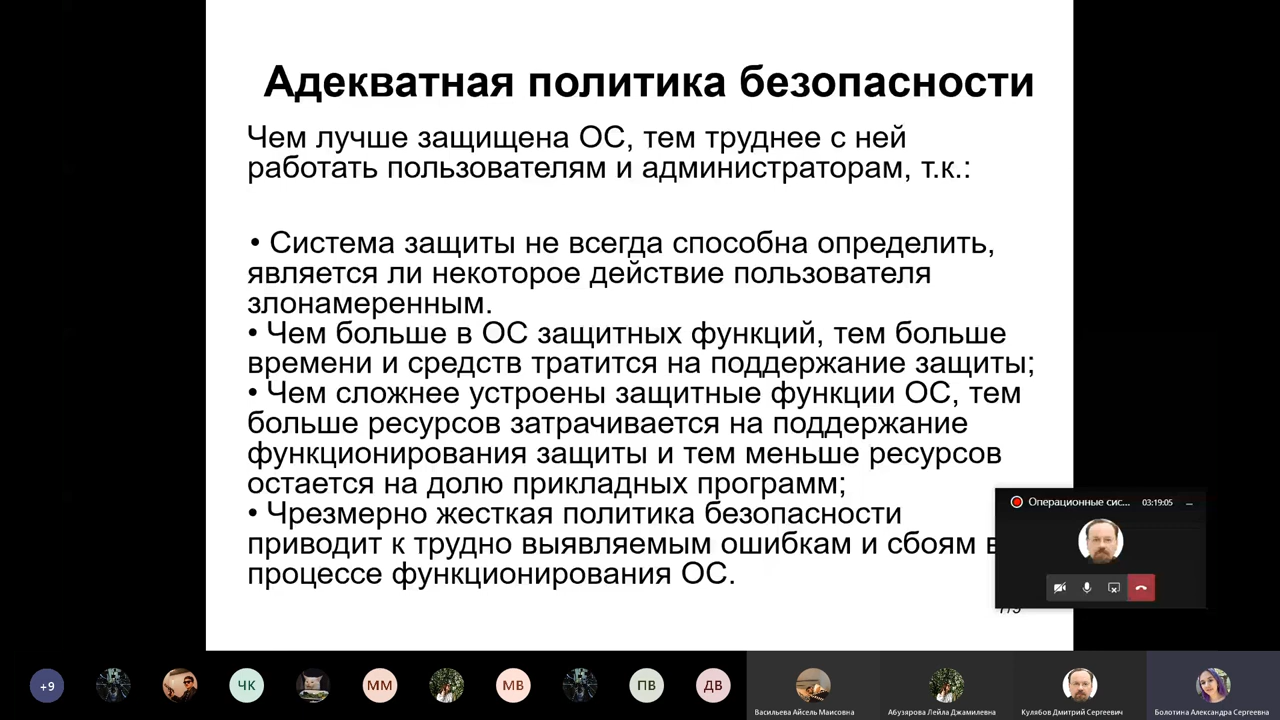 Адекватная политика безопасности
Чем лучше защищена ОС, тем труднее с ней
работать пользователям и администраторам, т.к.:
• Система защиты не всегда способна определить,
является ли некоторое действие пользователя
злонамеренным.
• Чем больше в ОС защитных функций, тем больше
времени и средств тратится на поддержание защиты;
• Чем сложнее устроены защитные функции ОС, тем
больше ресурсов затрачивается на поддержание
функционирования защиты и тем меньше ресурсов
остается на долю прикладных программ;
• Чрезмерно жесткая политика безопасности
приводит к трудно выявляемым ошибкам и сбоям в
процессе функционирования ОС.
Операционные сис... 03:19:05
+9
ЧК
ММ
МВ
ПВ
ДВ
Васильева Айсель Маисовна
Абузярова Лейла Джамилевна
Кулябов Дмитрий Сергеевич
Болотина Александра Сергеевна